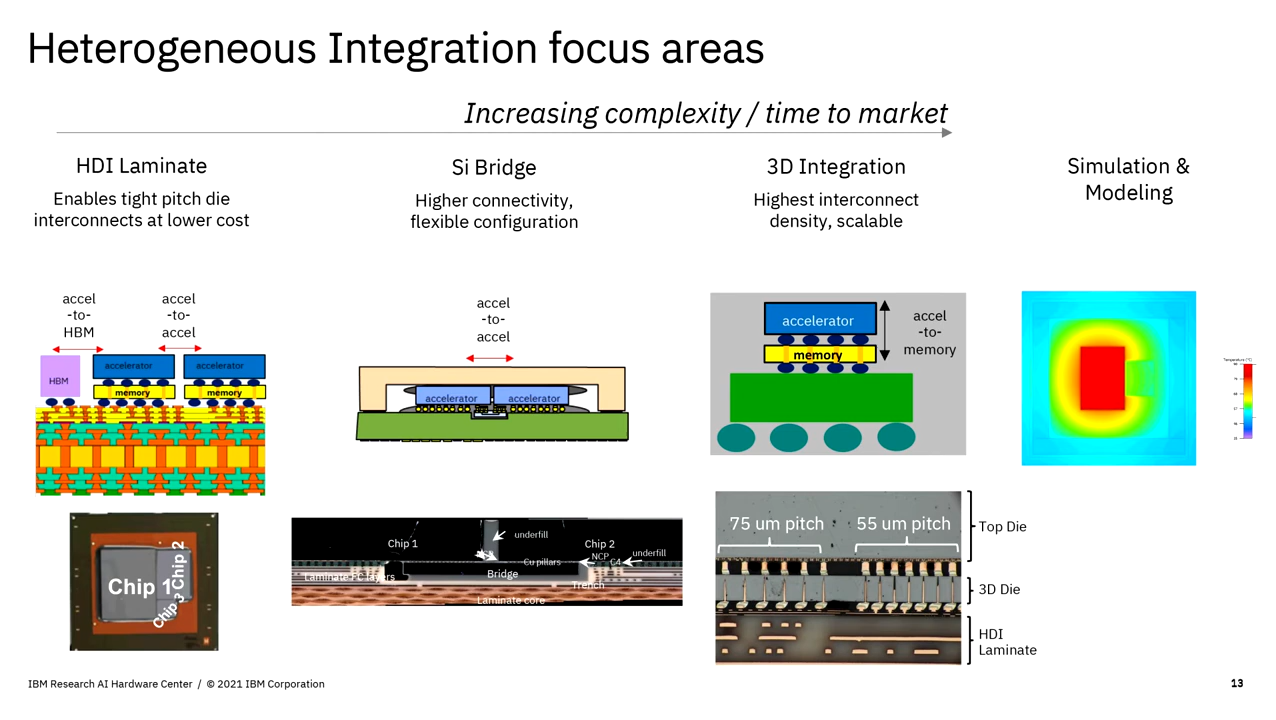 Heterogeneous Integration focus areas
Increasing complexity / time to market
HDI Laminate
Enables tight pitch die
interconnects at lower cost
Si Bridge
Higher connectivity,
flexible configuration
3D Integration
Highest interconnect
density, scalable
Simulation &
Modeling
accel
-to-
HBM
accel
-to-
accel
HBM
accelerator
accelerator
memory
memory
accel
-to-
accel
accelerator
accelerator
accelerator
memory
accel
-to-
memory
Chip 1
Chip 2
Chip 3
Chip 1
underfill
Chip 2
NCP
underfill
Cu pillars
C4
Bridge
Laminate FC layers
Trench
Laminate core
75 um pitch
55 um pitch
Top Die
3D Die
HDI
Laminate
IBM Research AI Hardware Center / © 2021 IBM Corporation
13